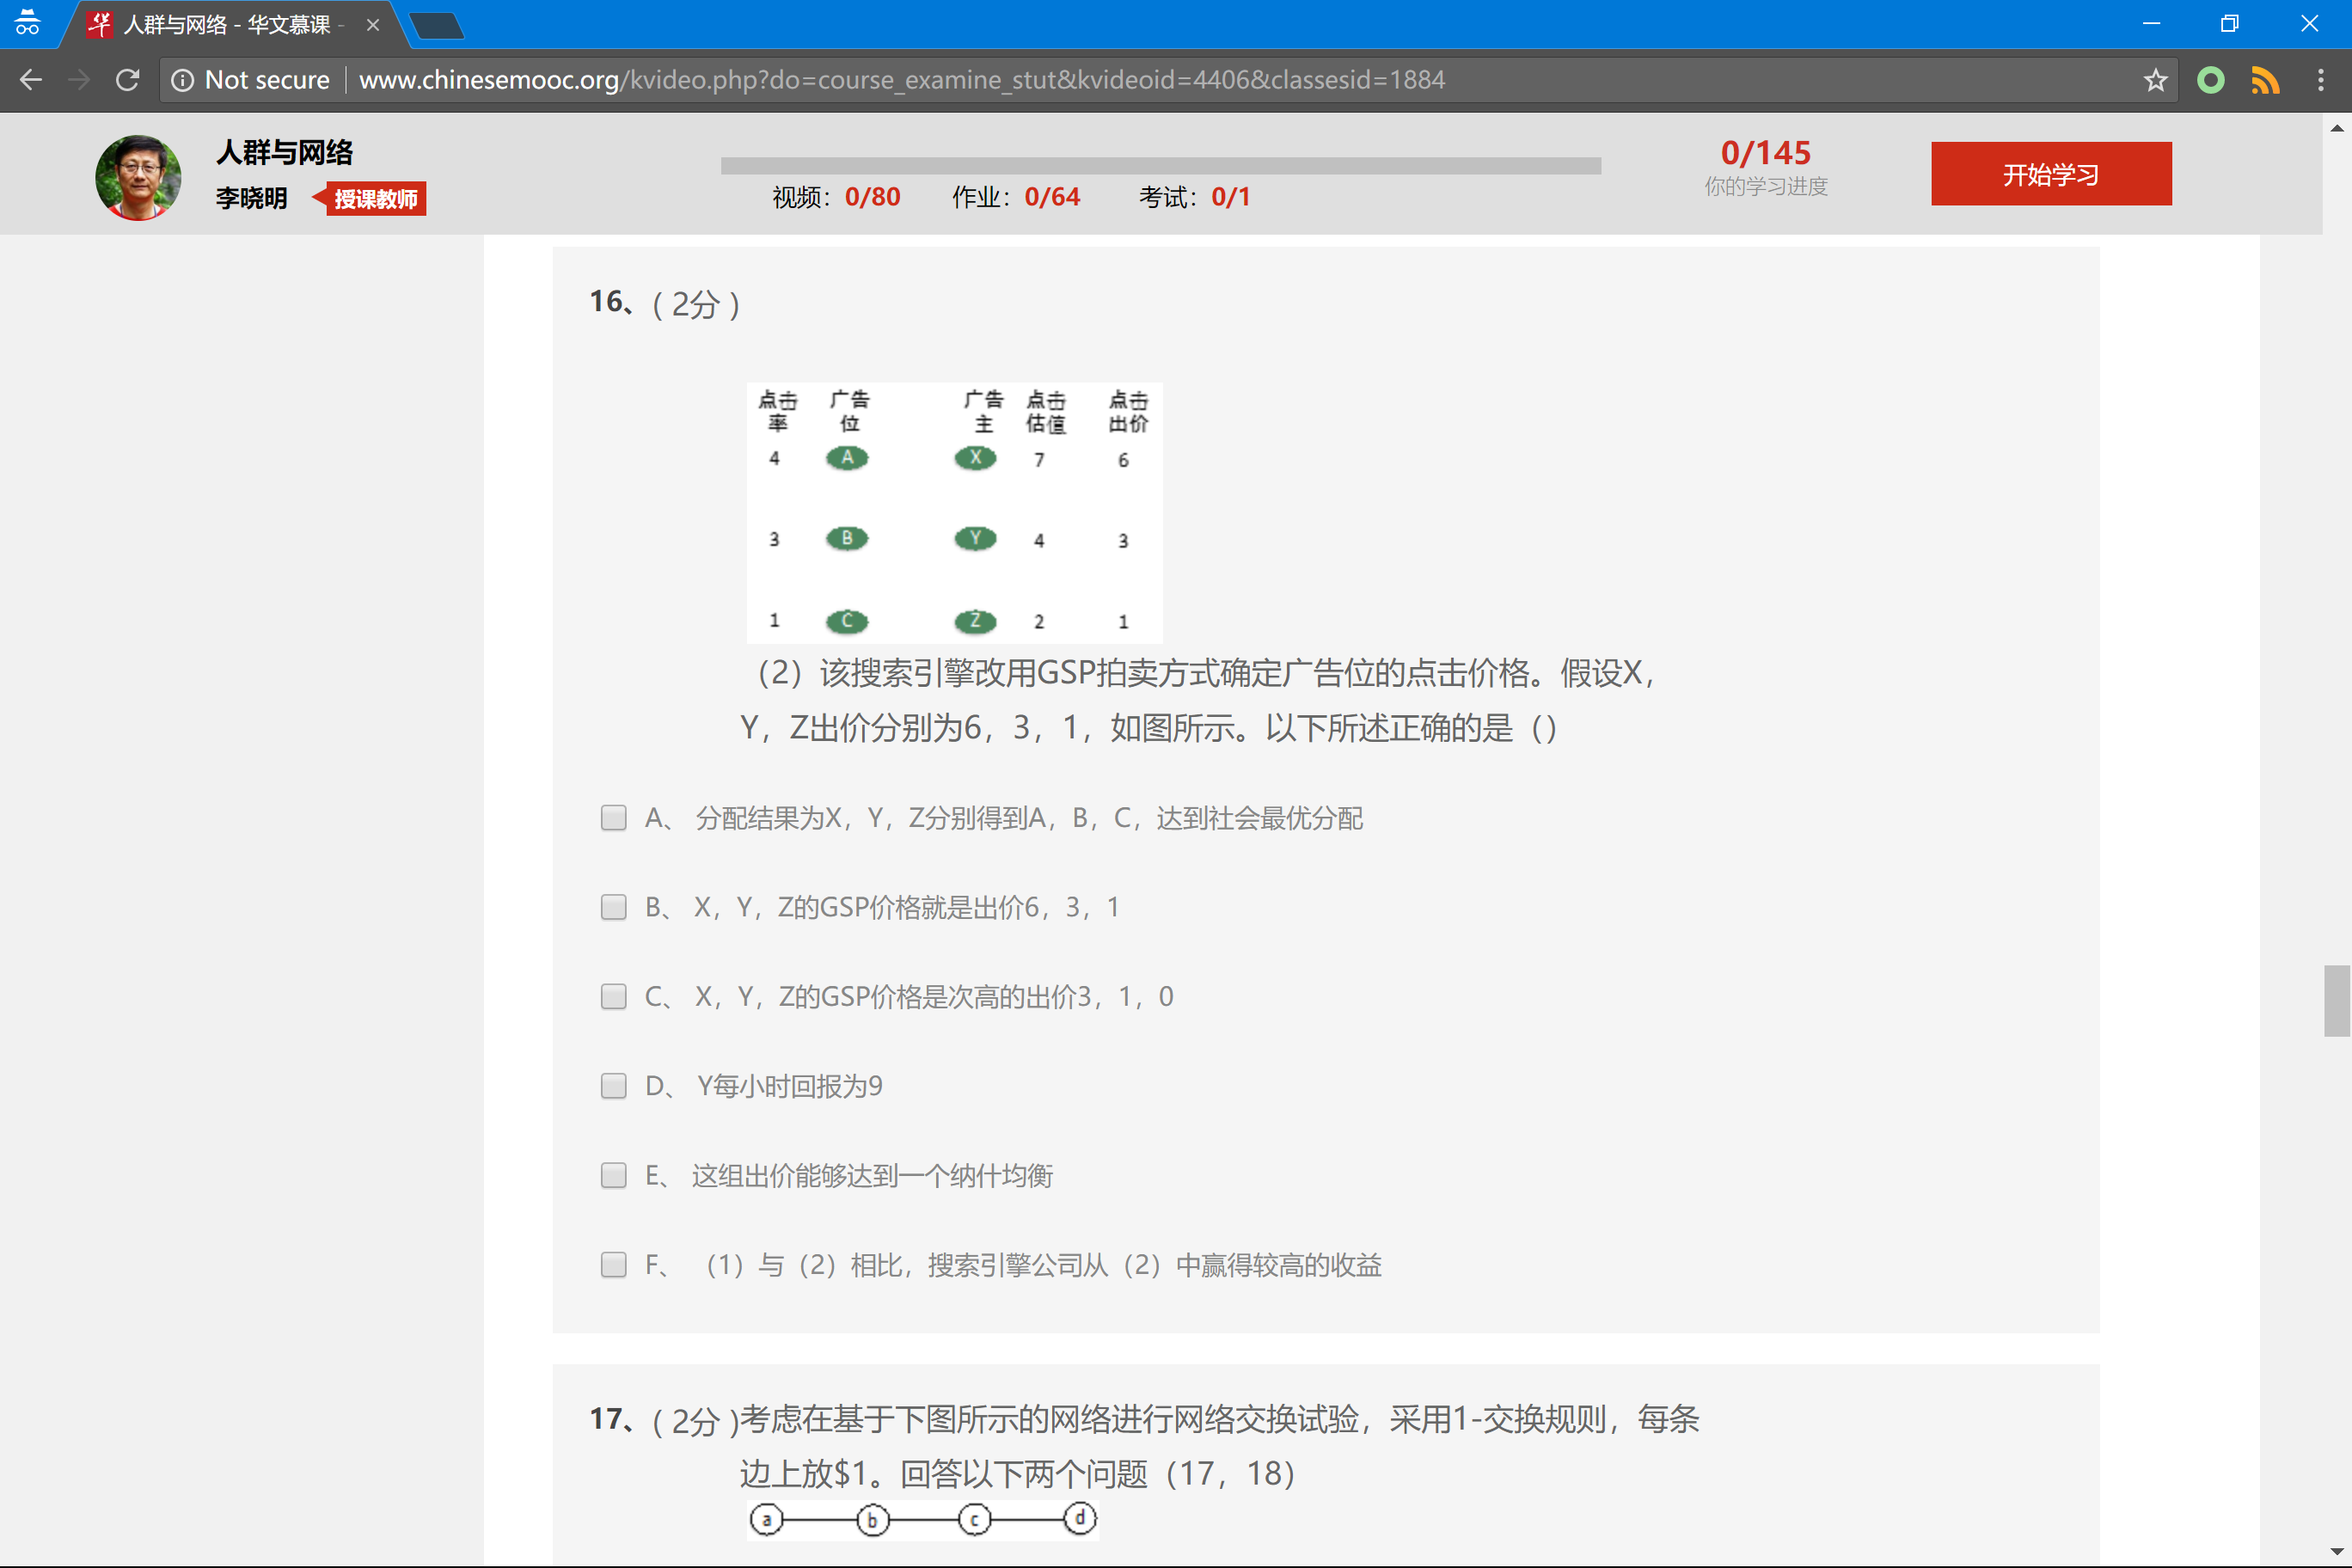 人群与网络 - 华文慕课 -
Not secure
www.chinesemooc.org/kvideo.php?do=course_examine_stut&kvideoid=4406&classesid=1884
人群与网络
李晓明 授课教师
视频：0/80 作业：0/64 考试：0/1
0/145
你的学习进度
开始学习
16、( 2分 )
点击率 广告位 广告主 点击估值 点击出价
4 A X 7 6
3 B Y 4 3
1 C Z 2 1
（2）该搜索引擎改用GSP拍卖方式确定广告位的点击价格。假设X，
Y，Z出价分别为6，3，1，如图所示。以下所述正确的是（）
A、 分配结果为X，Y，Z分别得到A，B，C，达到社会最优分配
B、 X，Y，Z的GSP价格就是出价6，3，1
C、 X，Y，Z的GSP价格是次高的出价3，1，0
D、 Y每小时回报为9
E、 这组出价能够达到一个纳什均衡
F、 （1）与（2）相比，搜索引擎公司从（2）中赢得较高的收益
17、( 2分 )考虑在基于下图所示的网络进行网络交换试验，采用1-交换规则，每条
边上放$1。回答以下两个问题（17，18）
a b c d